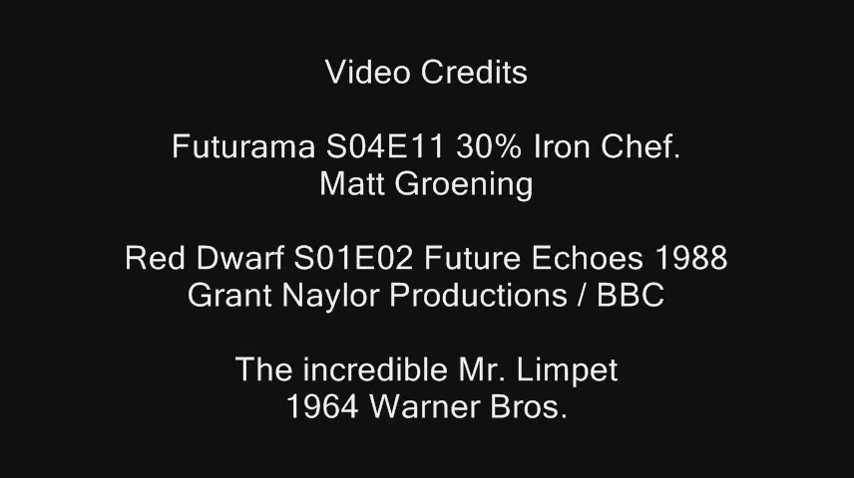 Video Credits
Futurama S04E11 30% Iron Chef.
Matt Groening
Red Dwarf S01E02 Future Echoes 1988
Grant Naylor Productions / BBC
The incredible Mr. Limpet
1964 Warner Bros.